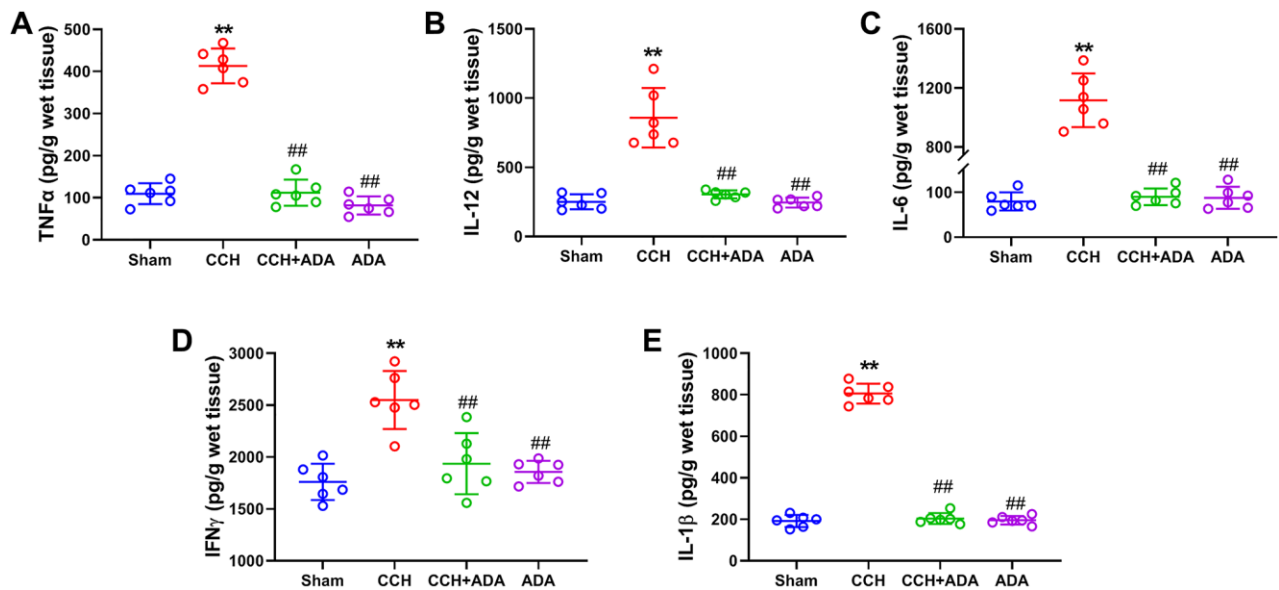 A
TNFα (pg/g wet tissue)
500
400
300
200
100
0
**
##
##
Sham
CCH
CCH+ADA
ADA
B
IL-12 (pg/g wet tissue)
1500
1000
500
0
**
##
##
Sham
CCH
CCH+ADA
ADA
C
IL-6 (pg/g wet tissue)
1600
1200
800
100
0
**
##
##
Sham
CCH
CCH+ADA
ADA
D
IFNγ (pg/g wet tissue)
3000
2500
2000
1500
1000
**
##
##
Sham
CCH
CCH+ADA
ADA
E
IL-1β (pg/g wet tissue)
1000
800
600
400
200
0
**
##
##
Sham
CCH
CCH+ADA
ADA